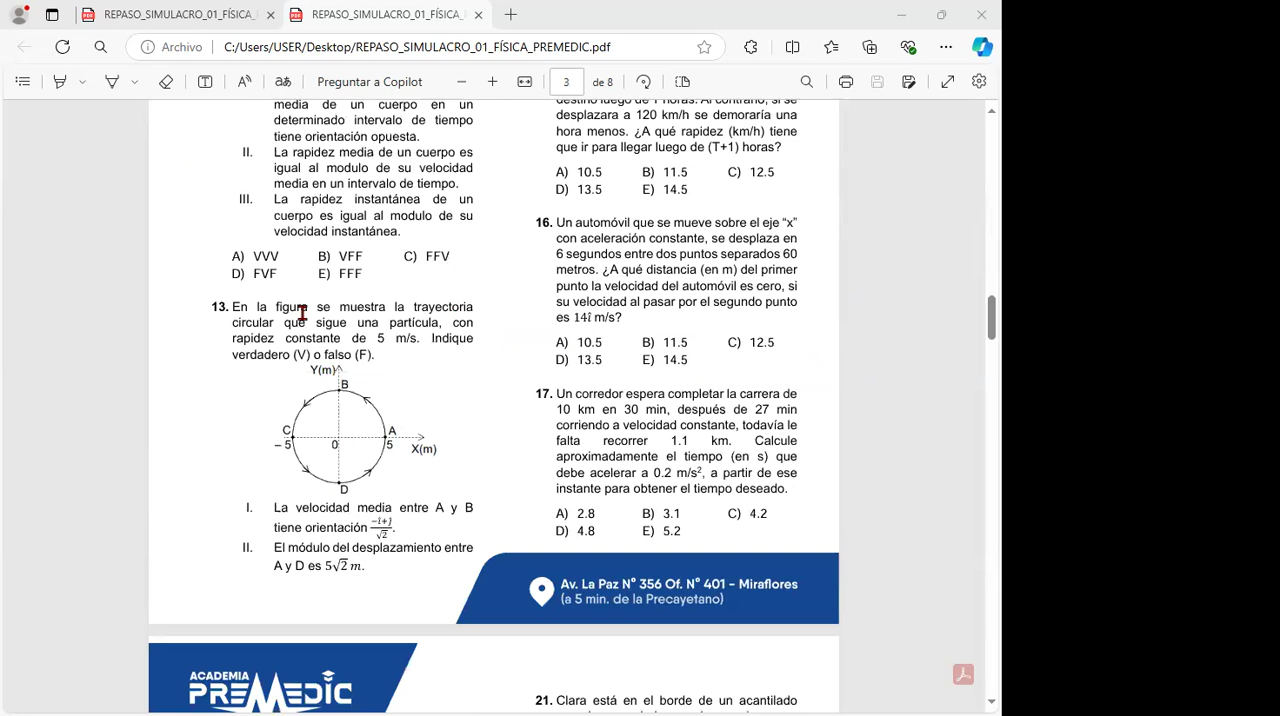 REPASO_SIMULACRO_01_FÍSICA_
REPASO_SIMULACRO_01_FÍSICA_
Archivo
C:/Users/USER/Desktop/REPASO_SIMULACRO_01_FÍSICA_PREMEDIC.pdf
Preguntar a Copilot
3
de 8
media de un cuerpo en un
determinado intervalo de tiempo
tiene orientación opuesta.
II. La rapidez media de un cuerpo es
igual al modulo de su velocidad
media en un intervalo de tiempo.
III. La rapidez instantánea de un
cuerpo es igual al modulo de su
velocidad instantánea.
A) VVV B) VFF C) FFV
D) FVF E) FFF
13. En la figura se muestra la trayectoria
circular que sigue una partícula, con
rapidez constante de 5 m/s. Indique
verdadero (V) o falso (F).
Y(m)
B
C
A
– 5
0
5
X(m)
D
I. La velocidad media entre A y B
tiene orientación (−î+ĵ)/√2.
II. El módulo del desplazamiento entre
A y D es 5√2 m.
destino luego de T horas. Al contrario, si se
desplazara a 120 km/h se demoraría una
hora menos. ¿A qué rapidez (km/h) tiene
que ir para llegar luego de (T+1) horas?
A) 10.5 B) 11.5 C) 12.5
D) 13.5 E) 14.5
16. Un automóvil que se mueve sobre el eje “x”
con aceleración constante, se desplaza en
6 segundos entre dos puntos separados 60
metros. ¿A qué distancia (en m) del primer
punto la velocidad del automóvil es cero, si
su velocidad al pasar por el segundo punto
es 14î m/s?
A) 10.5 B) 11.5 C) 12.5
D) 13.5 E) 14.5
17. Un corredor espera completar la carrera de
10 km en 30 min, después de 27 min
corriendo a velocidad constante, todavía le
falta recorrer 1.1 km. Calcule
aproximadamente el tiempo (en s) que
debe acelerar a 0.2 m/s², a partir de ese
instante para obtener el tiempo deseado.
A) 2.8 B) 3.1 C) 4.2
D) 4.8 E) 5.2
Av. La Paz N° 356 Of. N° 401 - Miraflores
(a 5 min. de la Precayetano)
ACADEMIA
PREMEDIC
21. Clara está en el borde de un acantilado